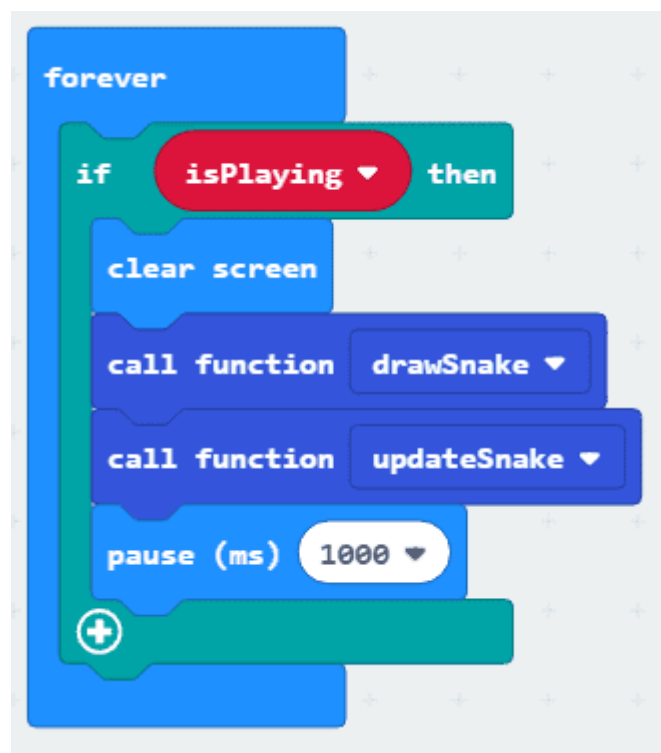 forever
if isPlaying then
clear screen
call function drawSnake
call function updateSnake
pause (ms) 1000